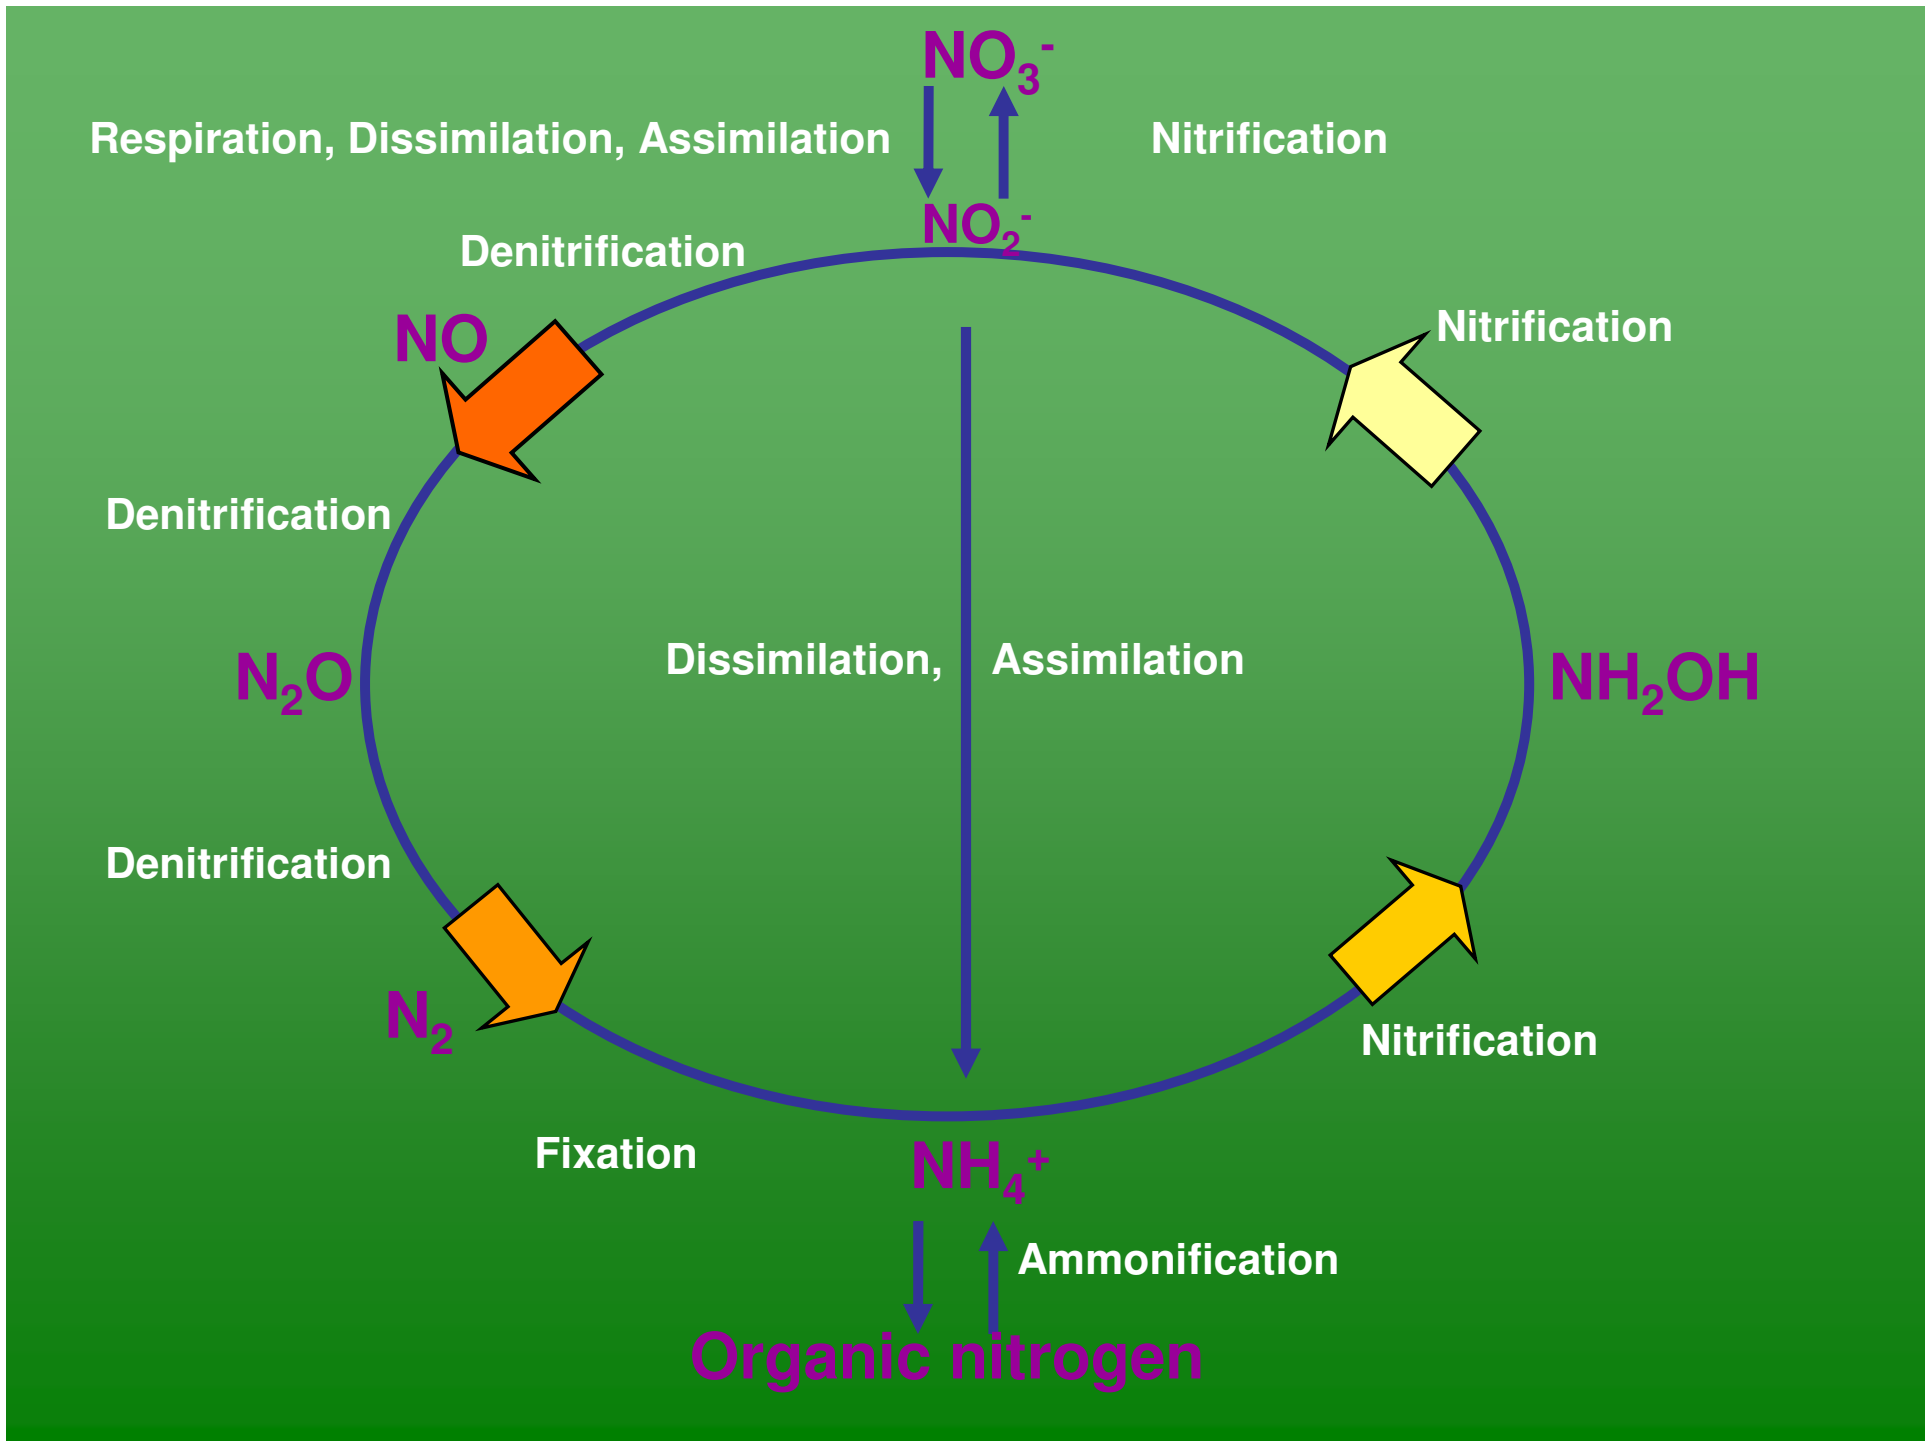 NO₃⁻
Respiration, Dissimilation, Assimilation
Nitrification
NO₂⁻
Denitrification
NO
Nitrification
Denitrification
N₂O
Dissimilation, Assimilation
NH₂OH
Denitrification
N₂
Nitrification
Fixation
NH₄⁺
Ammonification
Organic nitrogen